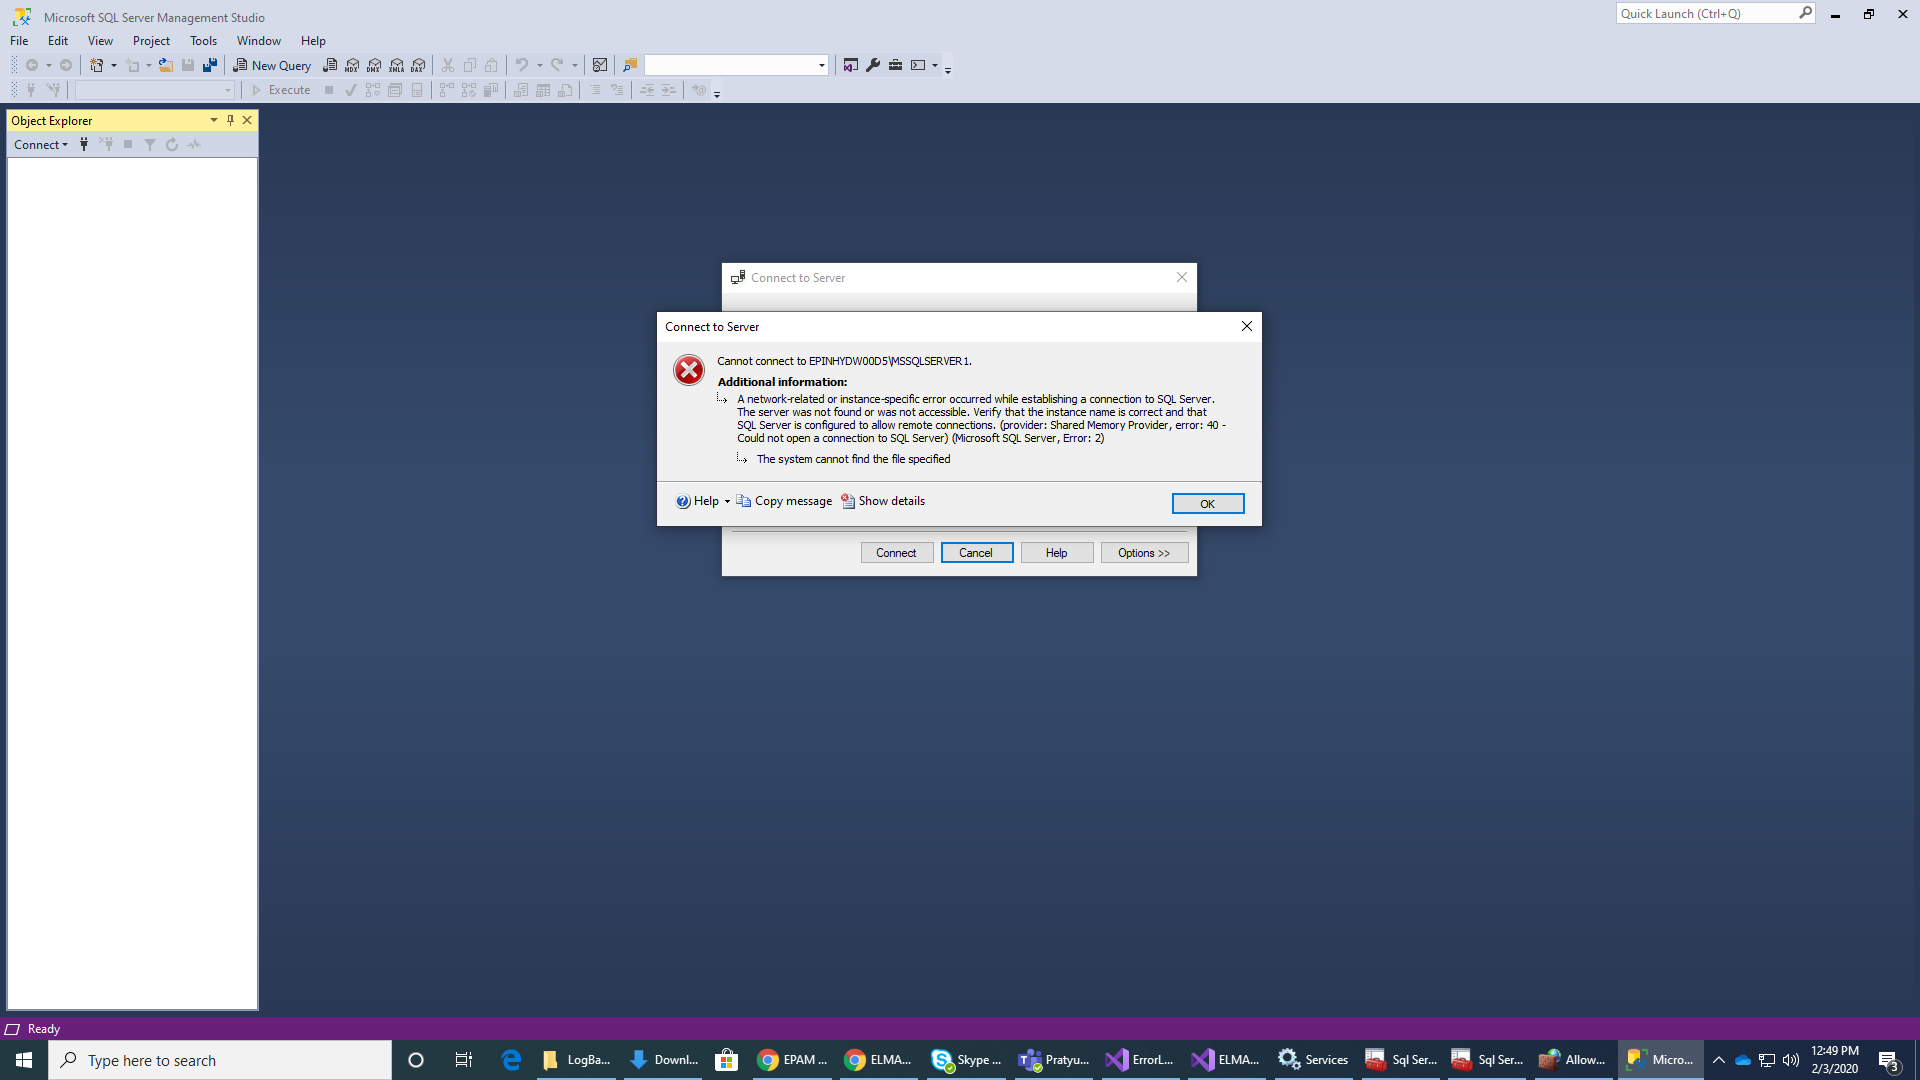 Microsoft SQL Server Management Studio
Quick Launch (Ctrl+Q)
File Edit View Project Tools Window Help
New Query MDX DMX XMLA DAX
Execute
Object Explorer
Connect
Connect to Server
Connect to Server
Cannot connect to EPINHYDW00D5\MSSQLSERVER1.
Additional information:
A network-related or instance-specific error occurred while establishing a connection to SQL Server.
The server was not found or was not accessible. Verify that the instance name is correct and that
SQL Server is configured to allow remote connections. (provider: Shared Memory Provider, error: 40 -
Could not open a connection to SQL Server) (Microsoft SQL Server, Error: 2)
The system cannot find the file specified
Help Copy message Show details OK
Connect Cancel Help Options >>
Ready
Type here to search
LogBa... Downl... EPAM ... ELMA... Skype ... Pratyu... ErrorL... ELMA... Services Sql Ser... Sql Ser... Allow... Micro...
12:49 PM
2/3/2020
3